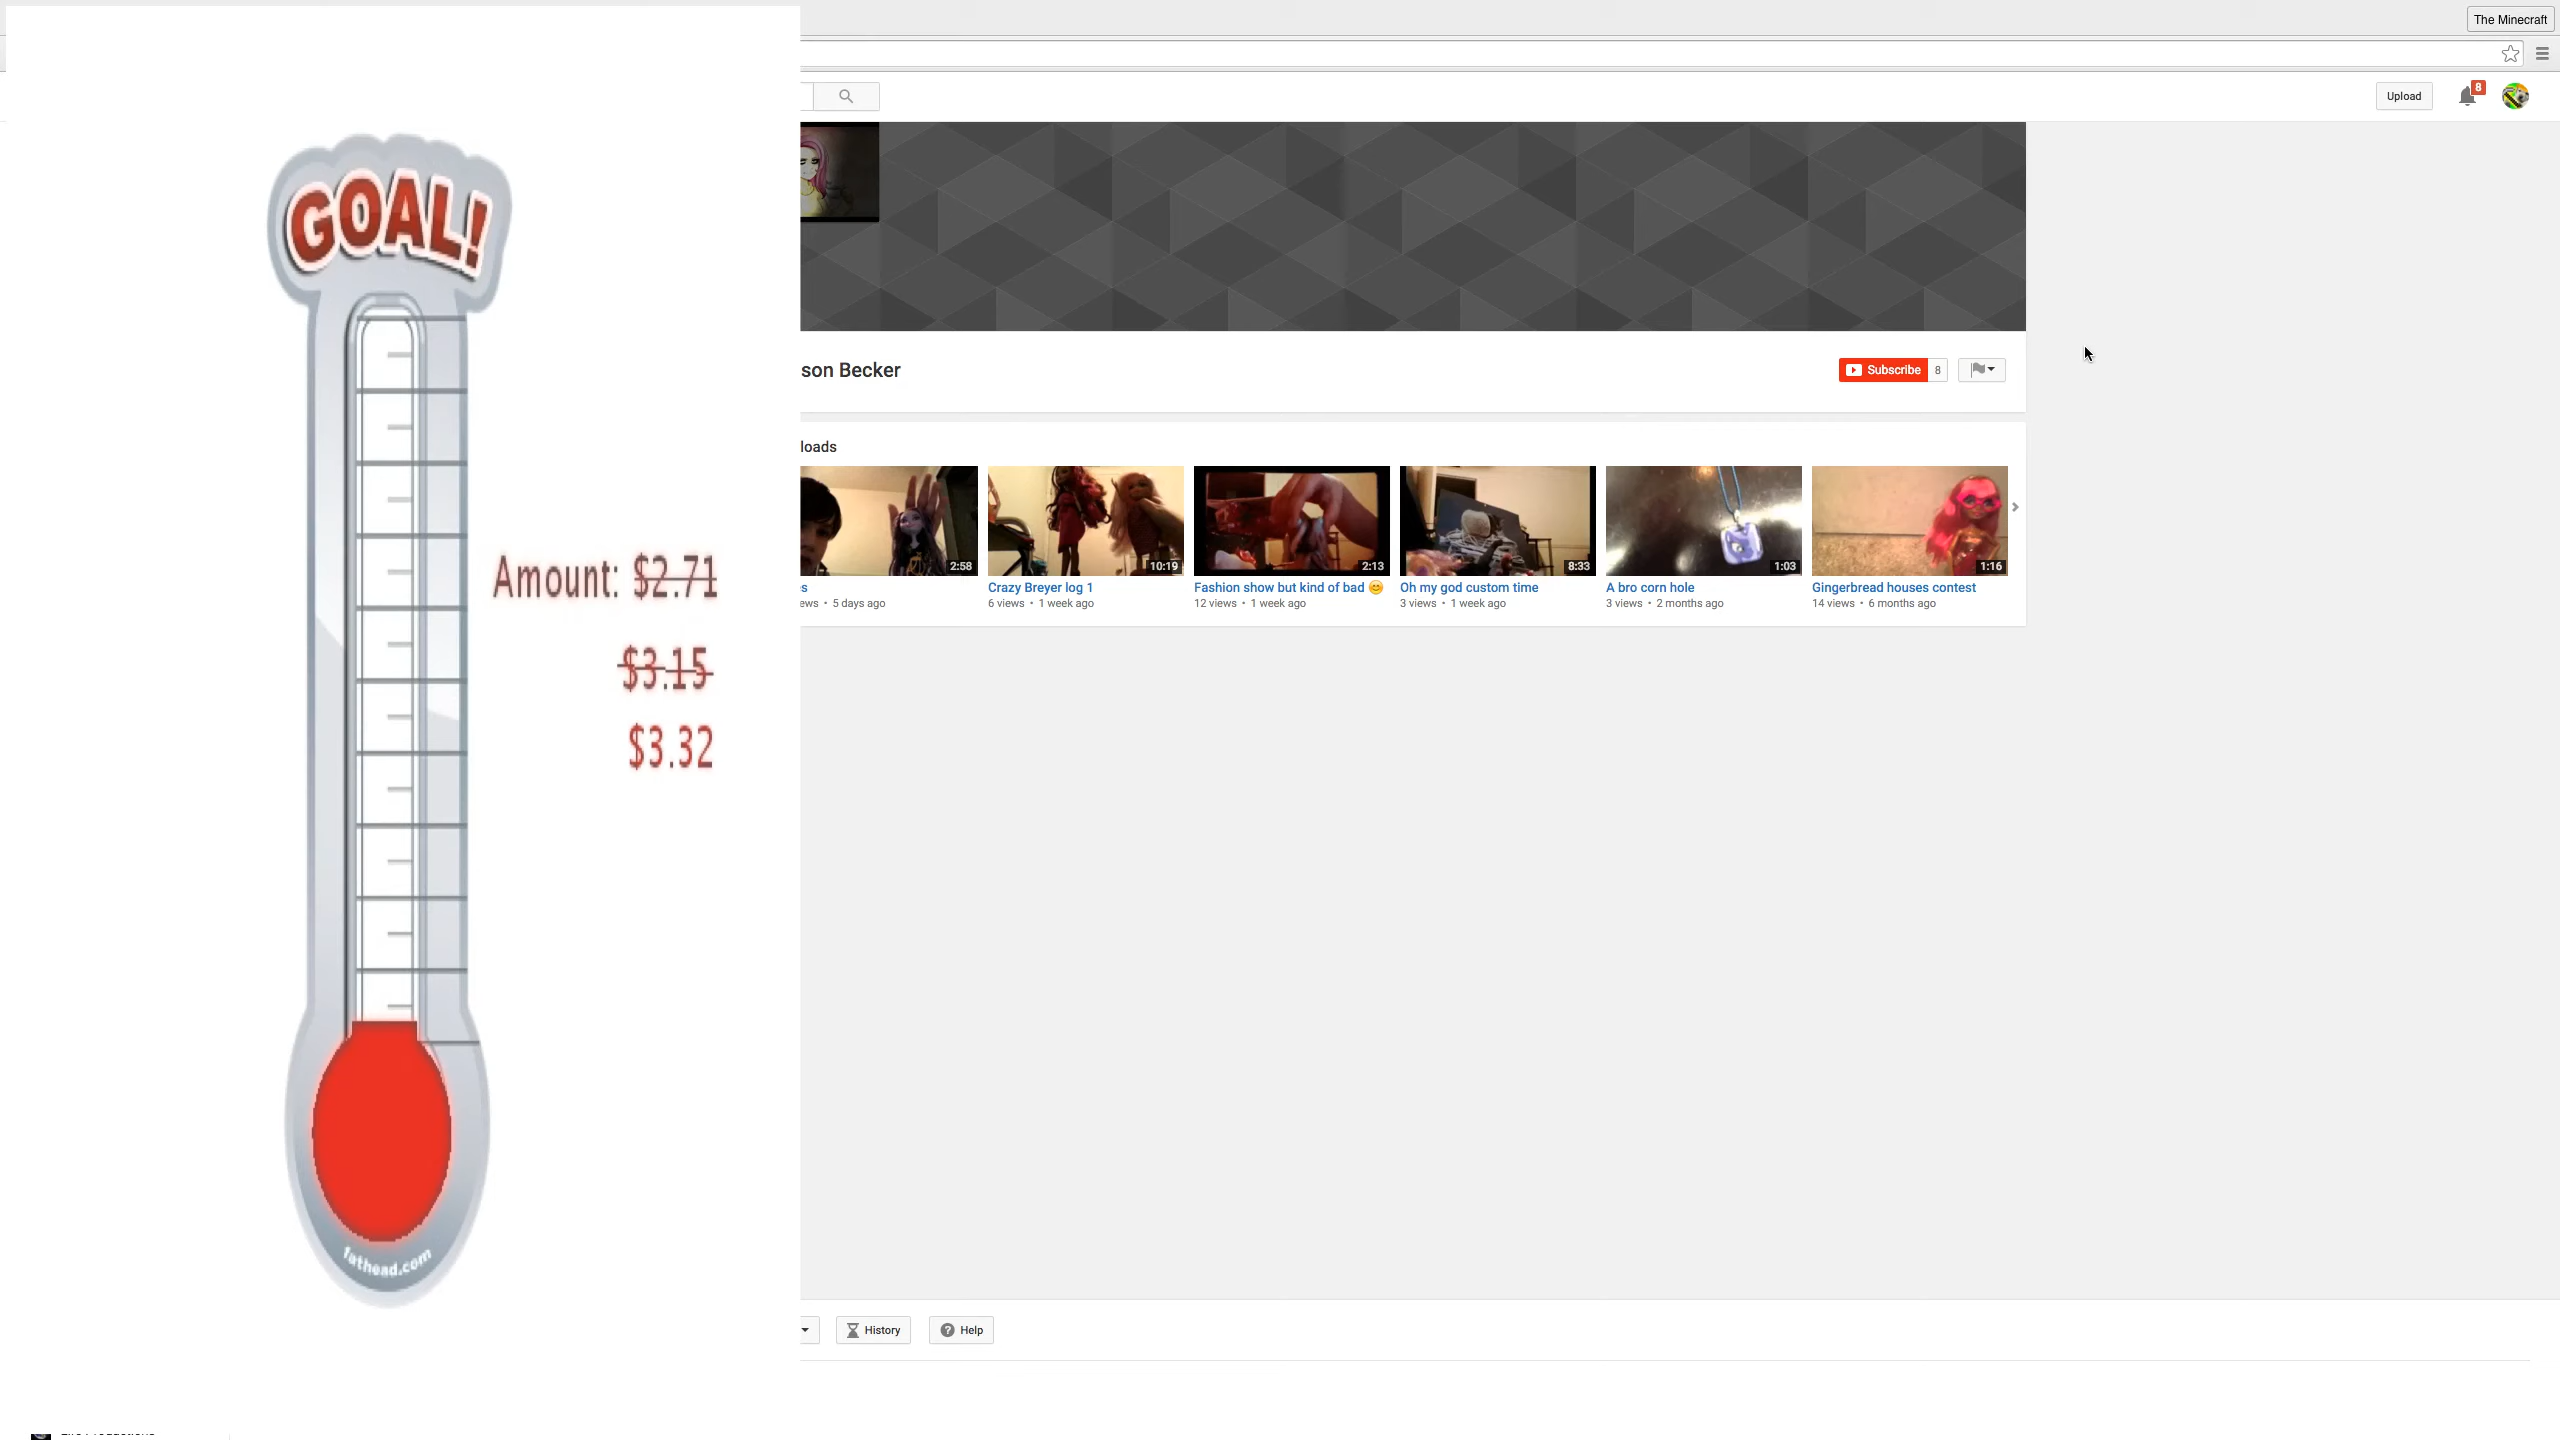 The Minecraft
Upload
8
GOAL!
son Becker
Subscribe 8
loads
2:58
10:19
2:13
8:33
1:03
1:16
s
ews • 5 days ago
Crazy Breyer log 1
6 views • 1 week ago
Fashion show but kind of bad 😊
12 views • 1 week ago
Oh my god custom time
3 views • 1 week ago
A bro corn hole
3 views • 2 months ago
Gingerbread houses contest
14 views • 6 months ago
Amount: $2.71
$3.15
$3.32
fathead.com
History
Help